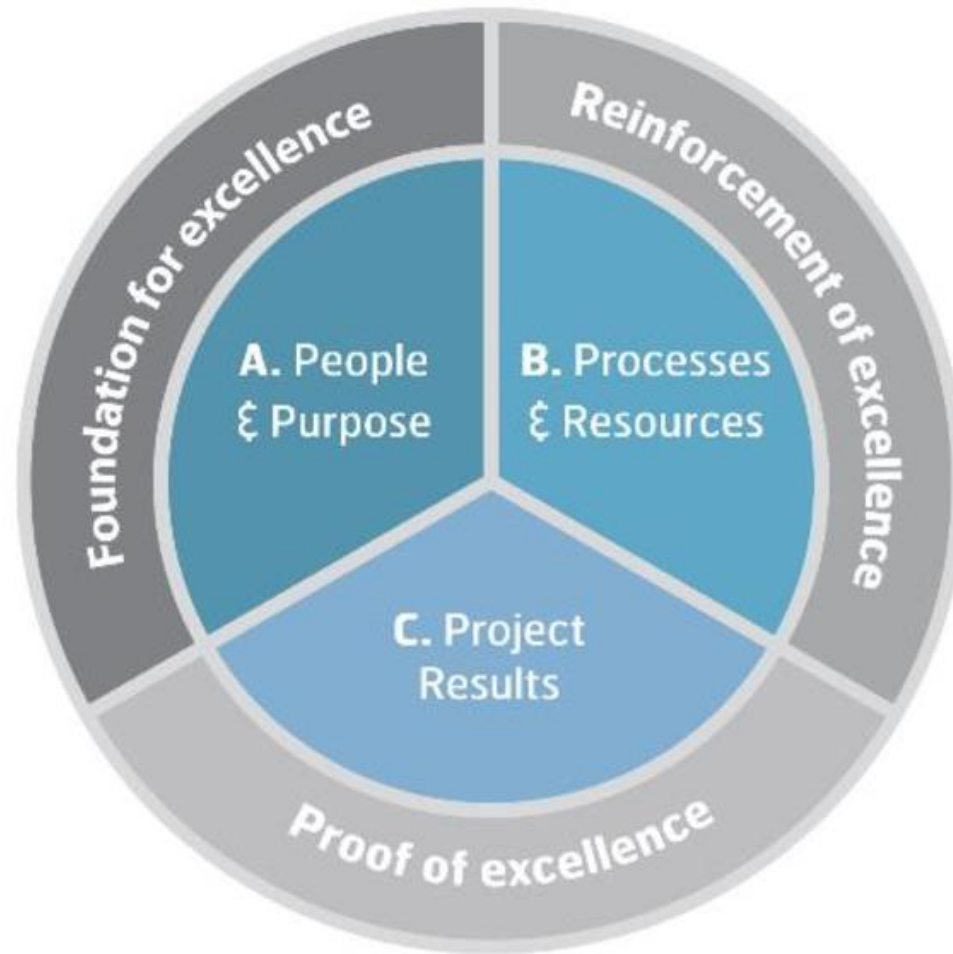 Foundation for excellence
Reinforcement of excellence
A. People
& Purpose
B. Processes
& Resources
C. Project
Results
Proof of excellence